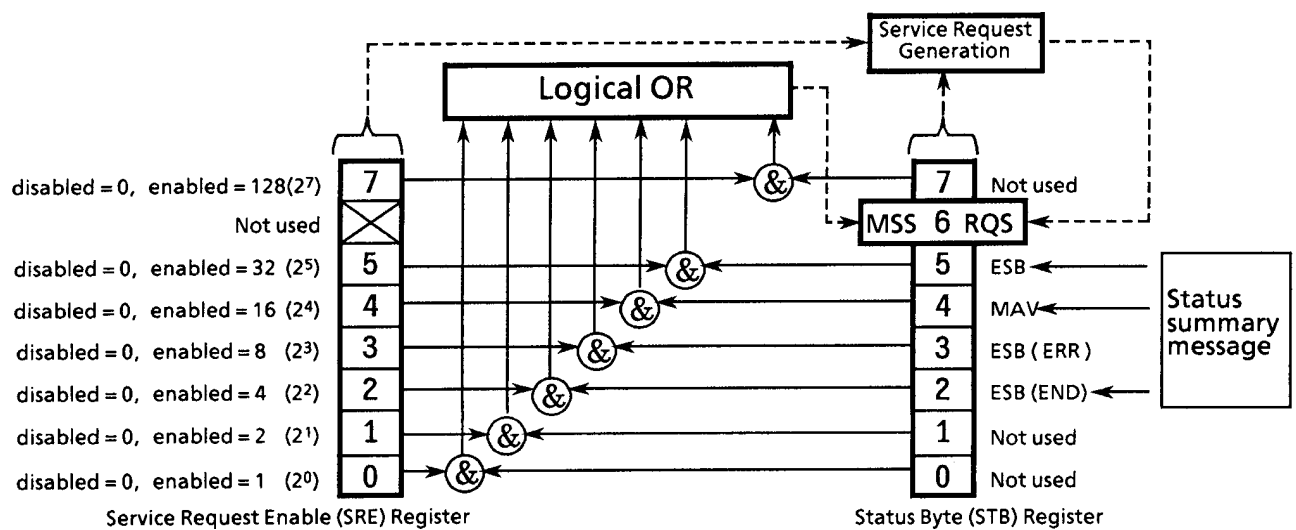 Service Request
Generation
Logical OR
disabled = 0, enabled = 128(2⁷) 7 & 7 Not used
Not used MSS 6 RQS
disabled = 0, enabled = 32 (2⁵) 5 & 5 ESB
disabled = 0, enabled = 16 (2⁴) 4 & 4 MAV
disabled = 0, enabled = 8 (2³) 3 & 3 ESB ( ERR )
disabled = 0, enabled = 4 (2²) 2 & 2 ESB (END)
disabled = 0, enabled = 2 (2¹) 1 & 1 Not used
disabled = 0, enabled = 1 (2⁰) 0 & 0 Not used
Status
summary
message
Service Request Enable (SRE) Register
Status Byte (STB) Register